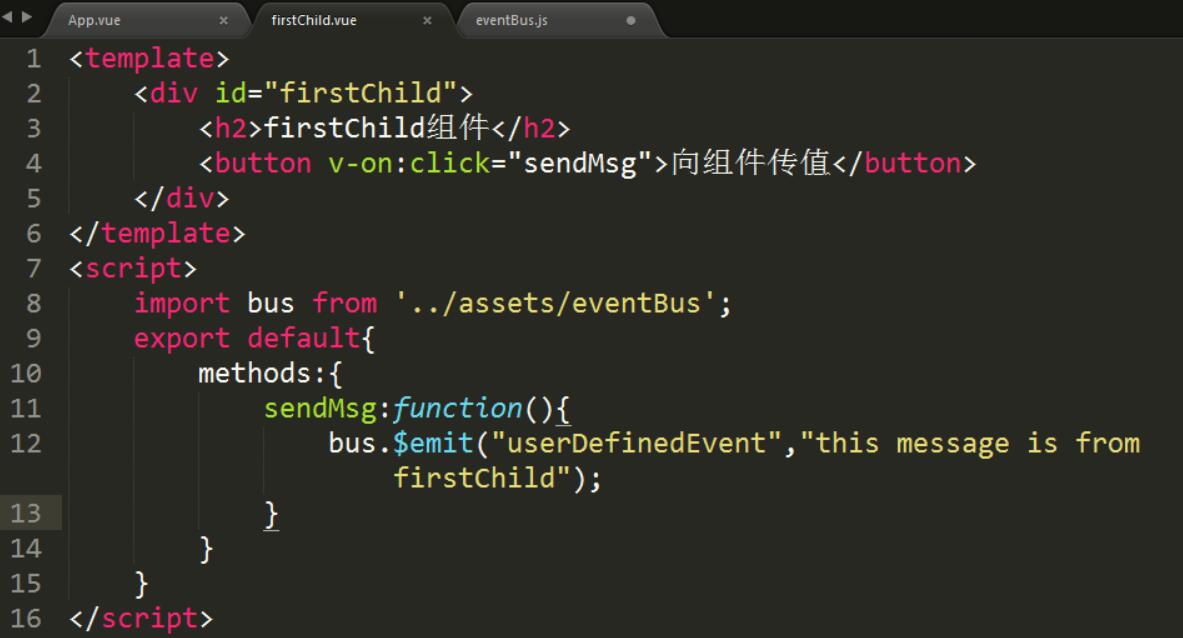 App.vue × firstChild.vue × eventBus.js
1 <template>
2 <div id="firstChild">
3 <h2>firstChild组件</h2>
4 <button v-on:click="sendMsg">向组件传值</button>
5 </div>
6 </template>
7 <script>
8 import bus from '../assets/eventBus';
9 export default{
10 methods:{
11 sendMsg:function(){
12 bus.$emit("userDefinedEvent","this message is from
firstChild");
13 }
14 }
15 }
16 </script>